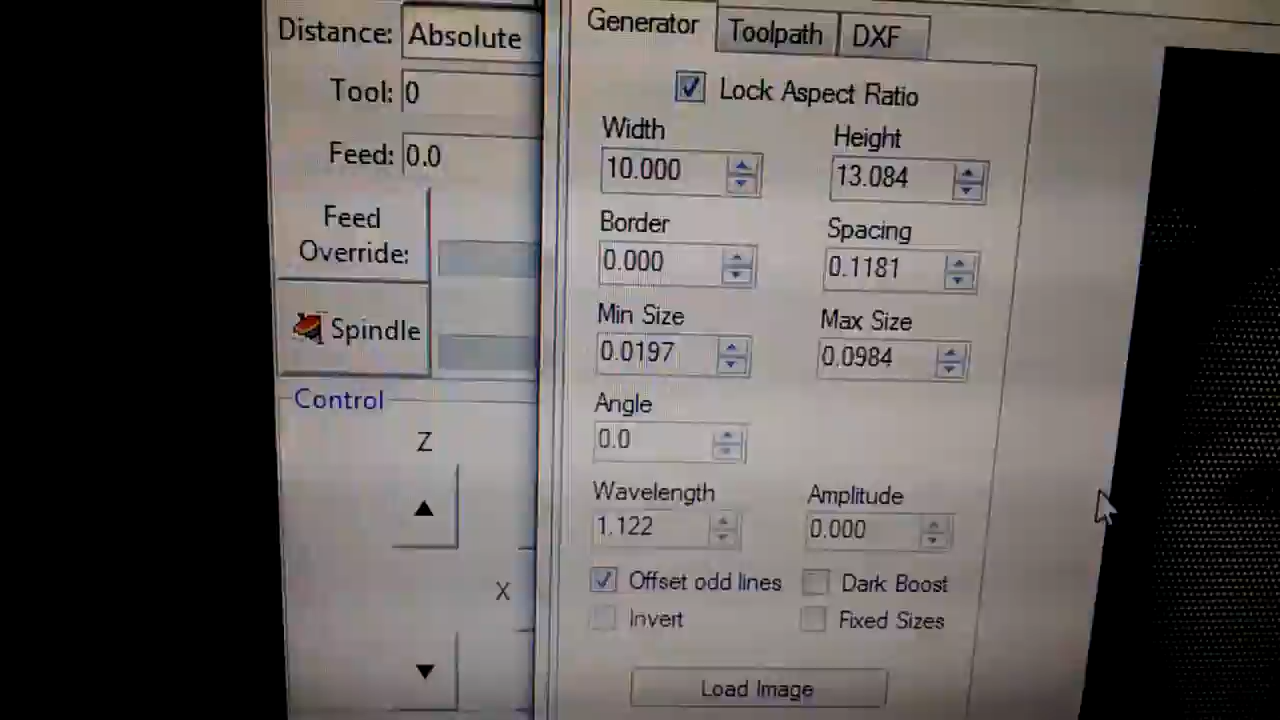 Distance: Absolute
Tool: 0
Feed: 0.0
Feed
Override:
Spindle
Control
Z
X
Generator Toolpath DXF
Lock Aspect Ratio
Width Height
10.000 13.084
Border Spacing
0.000 0.1181
Min Size Max Size
0.0197 0.0984
Angle
0.0
Wavelength Amplitude
1.122 0.000
Offset odd lines Dark Boost
Invert Fixed Sizes
Load Image